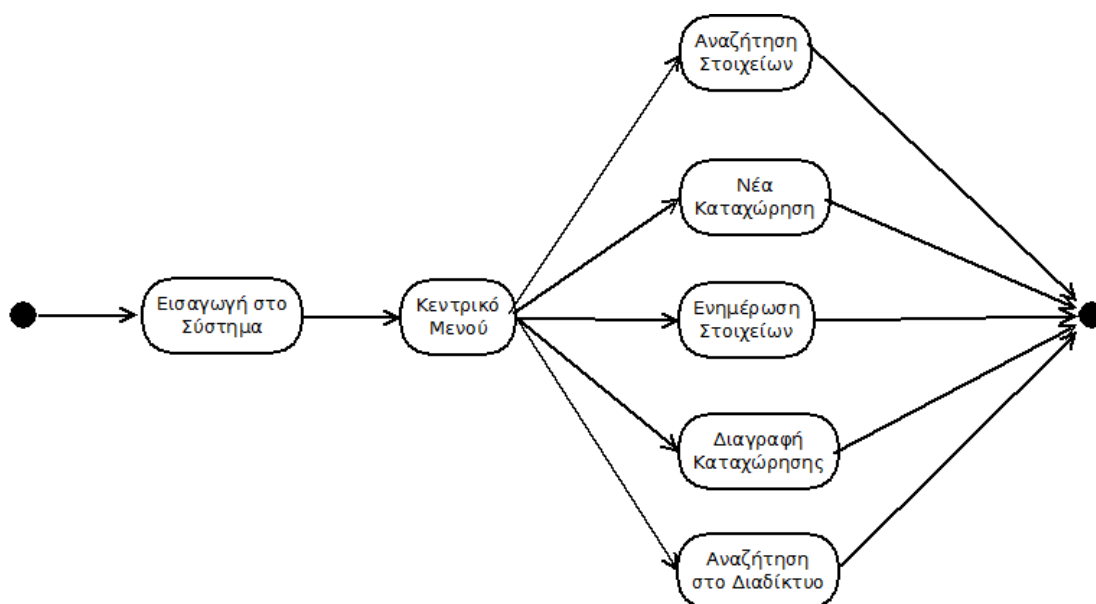 Αναζήτηση
Στοιχείων
Νέα
Καταχώρηση
Εισαγωγή στο
Σύστημα
Κεντρικό
Μενού
Ενημέρωση
Στοιχείων
Διαγραφή
Καταχώρησης
Αναζήτηση
στο Διαδίκτυο